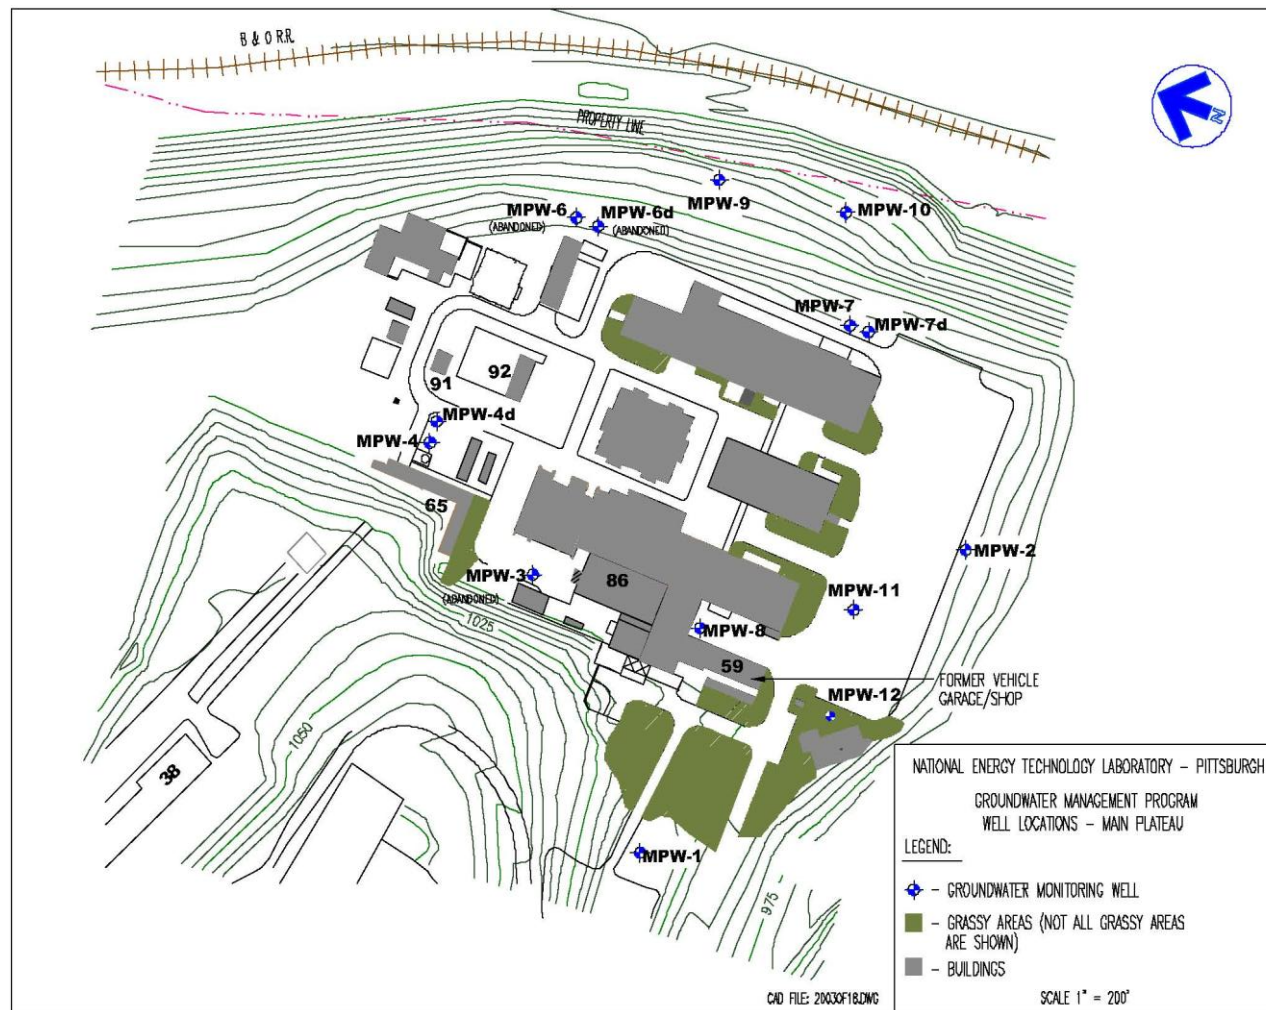 B & O R.R.
PROPERTY LINE
N
MPW-9
MPW-6
(ABANDONED)
MPW-6d
(ABANDONED)
MPW-10
MPW-7
MPW-7d
91
92
MPW-4d
MPW-4
65
MPW-2
MPW-3
(ABANDONED)
86
MPW-11
1025
MPW-8
59
FORMER VEHICLE
GARAGE/SHOP
MPW-12
1050
38
MPW-1
975
NATIONAL ENERGY TECHNOLOGY LABORATORY - PITTSBURGH
GROUNDWATER MANAGEMENT PROGRAM
WELL LOCATIONS - MAIN PLATEAU
LEGEND:
- GROUNDWATER MONITORING WELL
- GRASSY AREAS (NOT ALL GRASSY AREAS
ARE SHOWN)
- BUILDINGS
CAD FILE: 20030F18.DWG
SCALE 1" = 200'